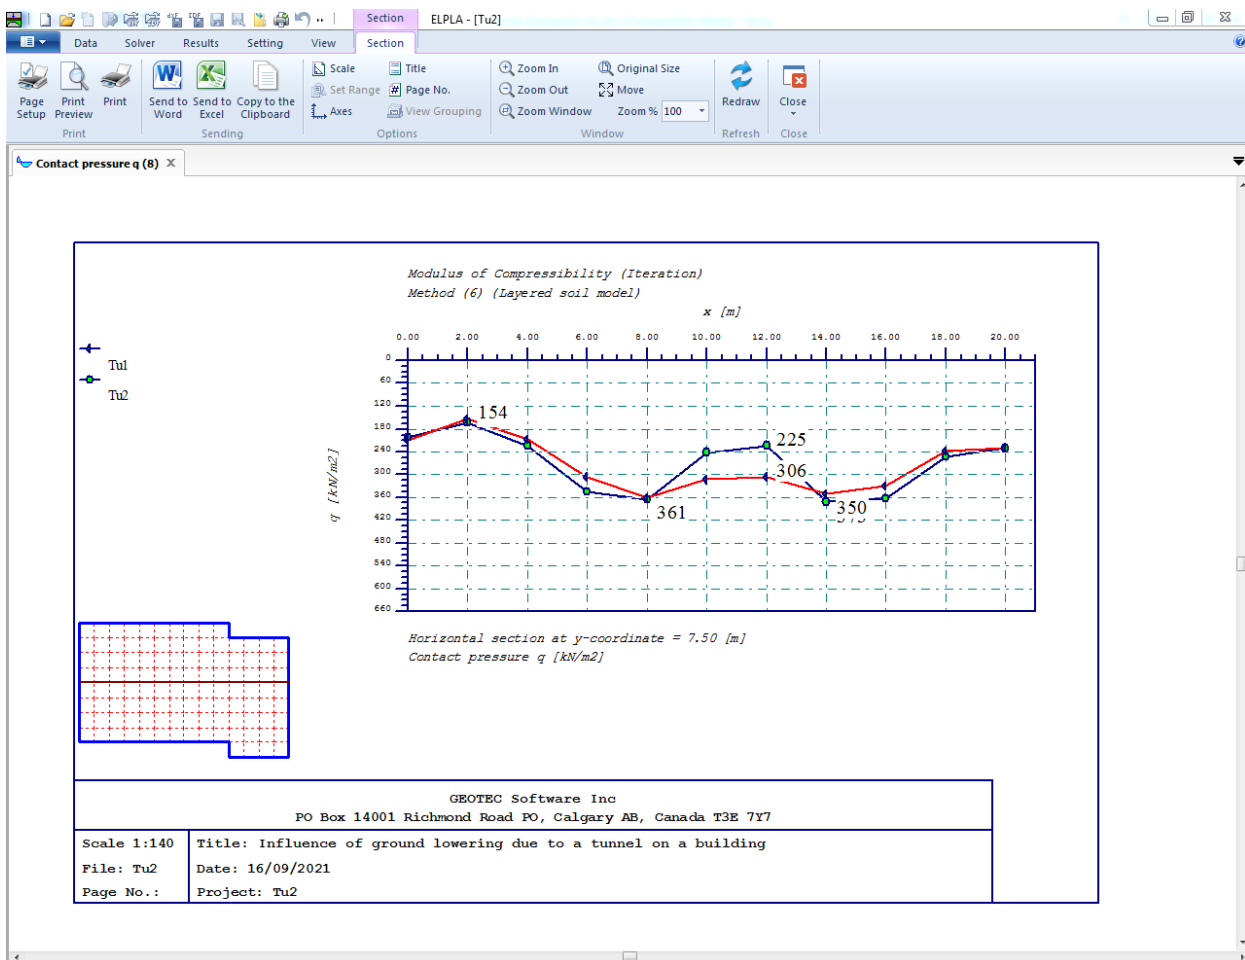 Section
ELPLA - [Tu2]
Data Solver Results Setting View Section
Page Setup
Print Preview
Print
Send to Word
Send to Excel
Copy to the Clipboard
Scale
Set Range
Axes
Title
Page No.
View Grouping
Zoom In
Zoom Out
Zoom Window
Original Size
Move
Zoom % 100
Redraw
Close
Print Sending Options Window Refresh Close
Contact pressure q (8)
Modulus of Compressibility (Iteration)
Method (6) (Layered soil model)
x [m]
0.00 2.00 4.00 6.00 8.00 10.00 12.00 14.00 16.00 18.00 20.00
Tu1
Tu2
q [kN/m2]
0
60
120
180
240
300
360
420
480
540
600
660
154
225
306
361
350
Horizontal section at y-coordinate = 7.50 [m]
Contact pressure q [kN/m2]
GEOTEC Software Inc
PO Box 14001 Richmond Road PO, Calgary AB, Canada T3E 7Y7
Scale 1:140
Title: Influence of ground lowering due to a tunnel on a building
File: Tu2
Date: 16/09/2021
Page No.:
Project: Tu2